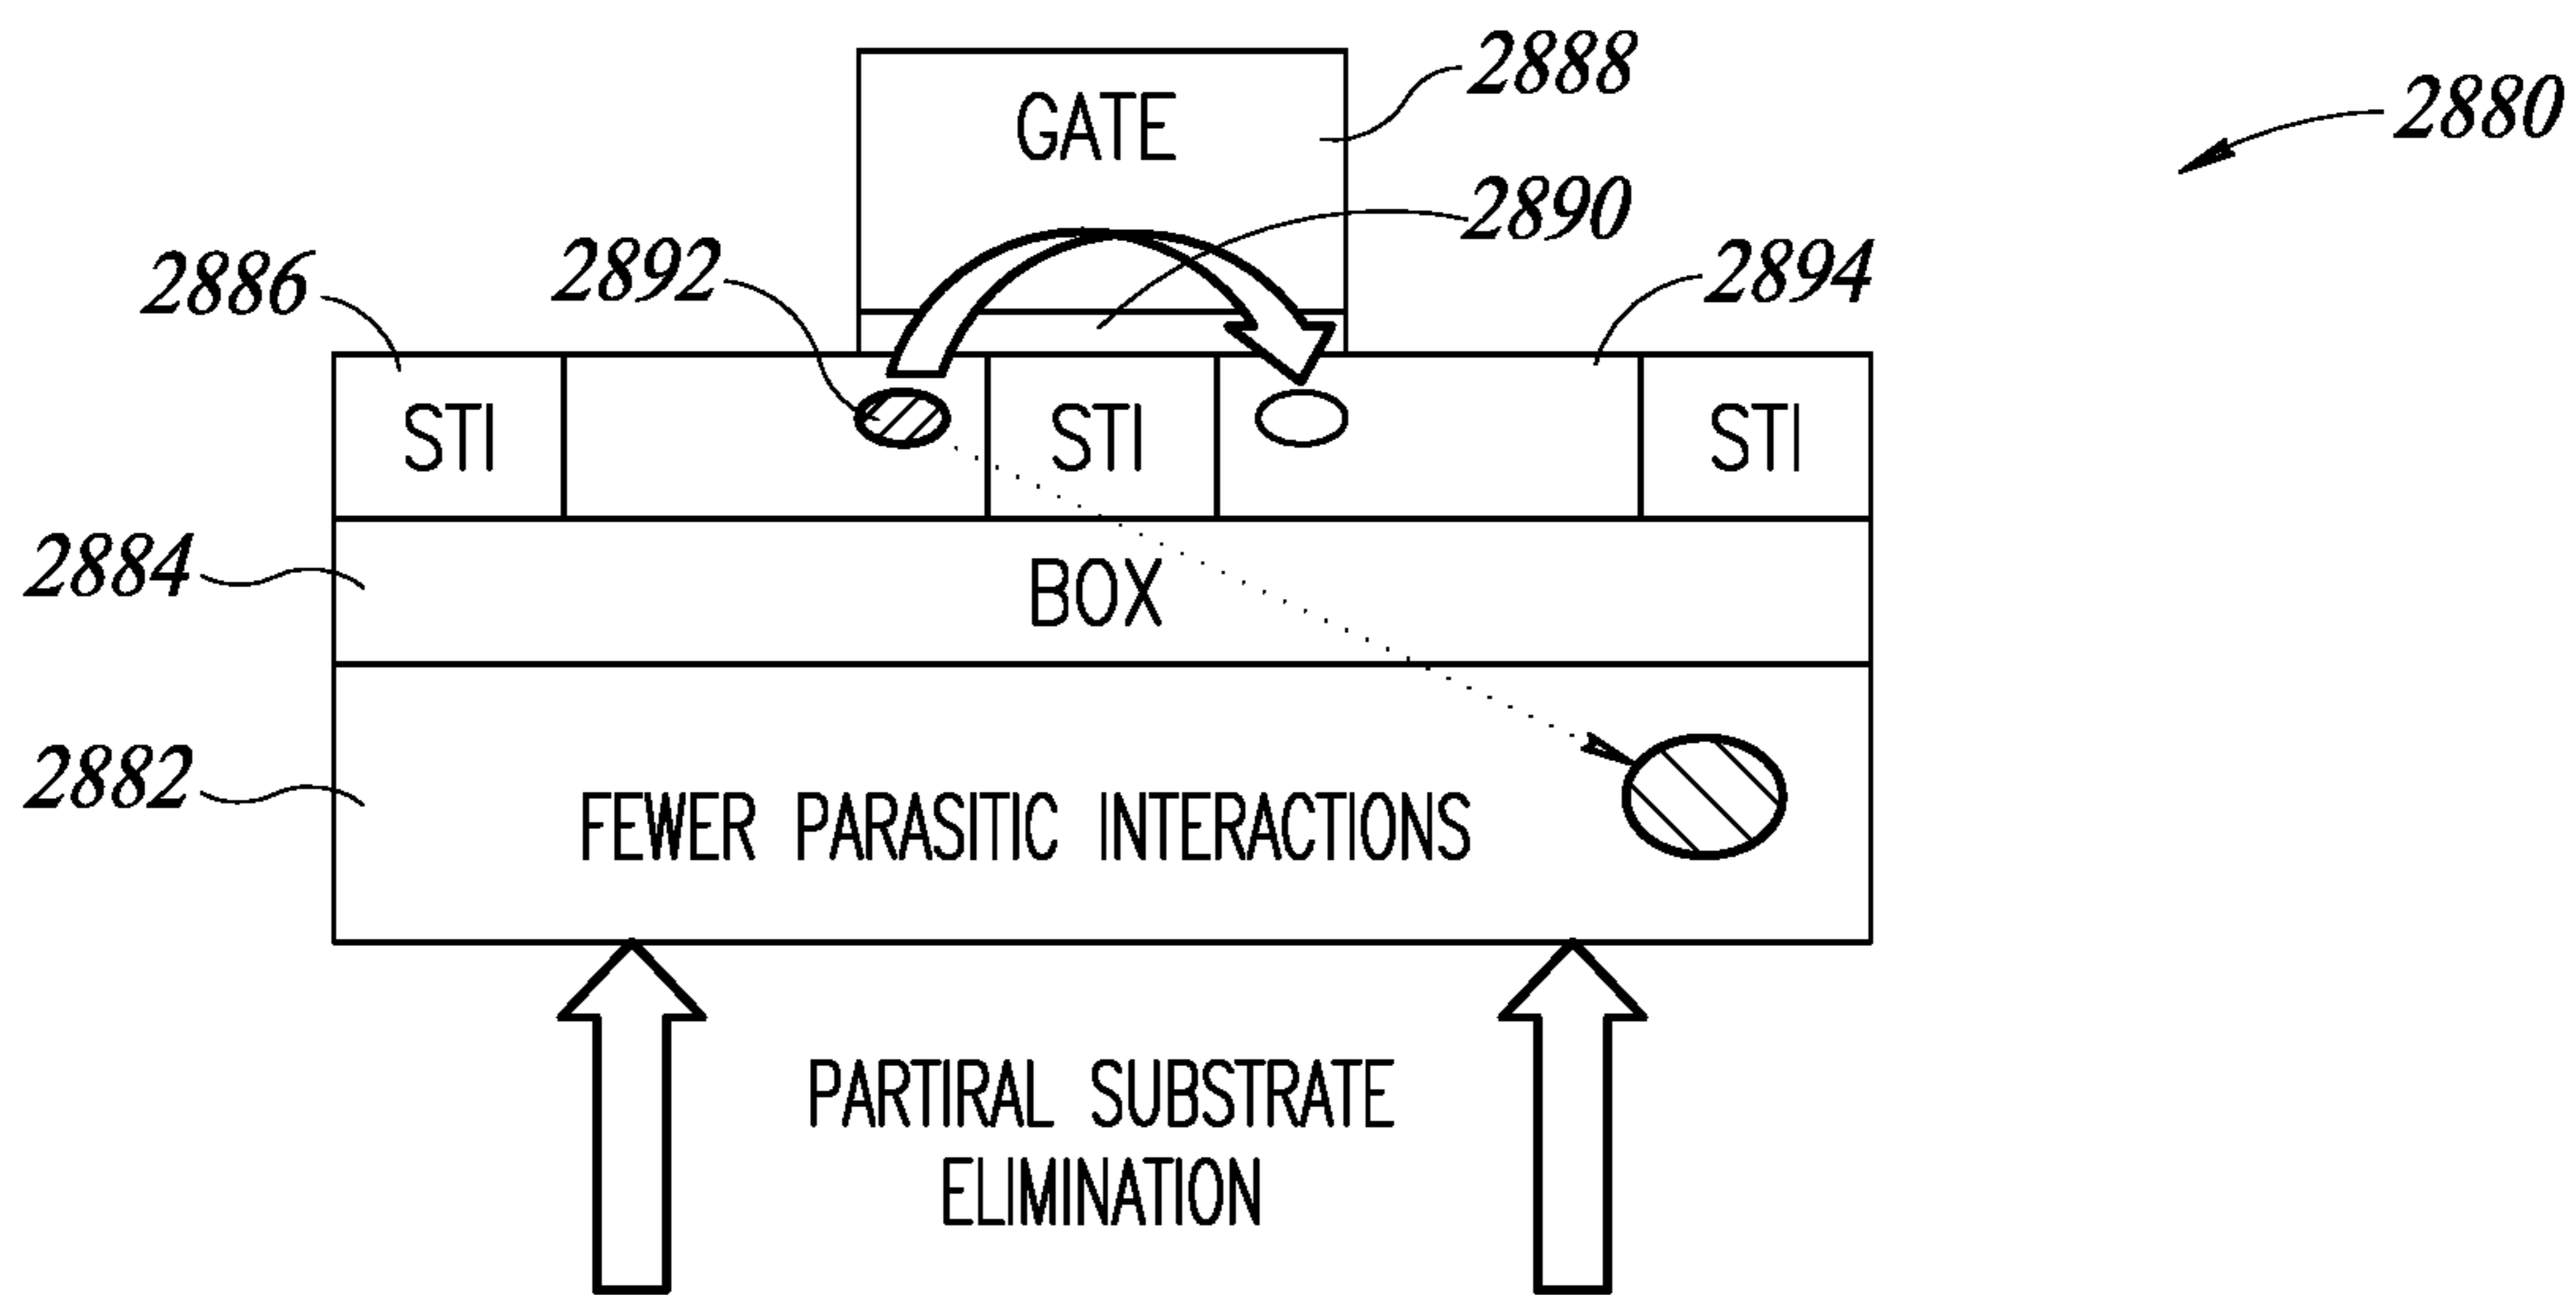 2888
GATE
2880
2890
2892
2894
2886
STI
STI
STI
2884
BOX
2882
FEWER PARASITIC INTERACTIONS
PARTIRAL SUBSTRATE
ELIMINATION